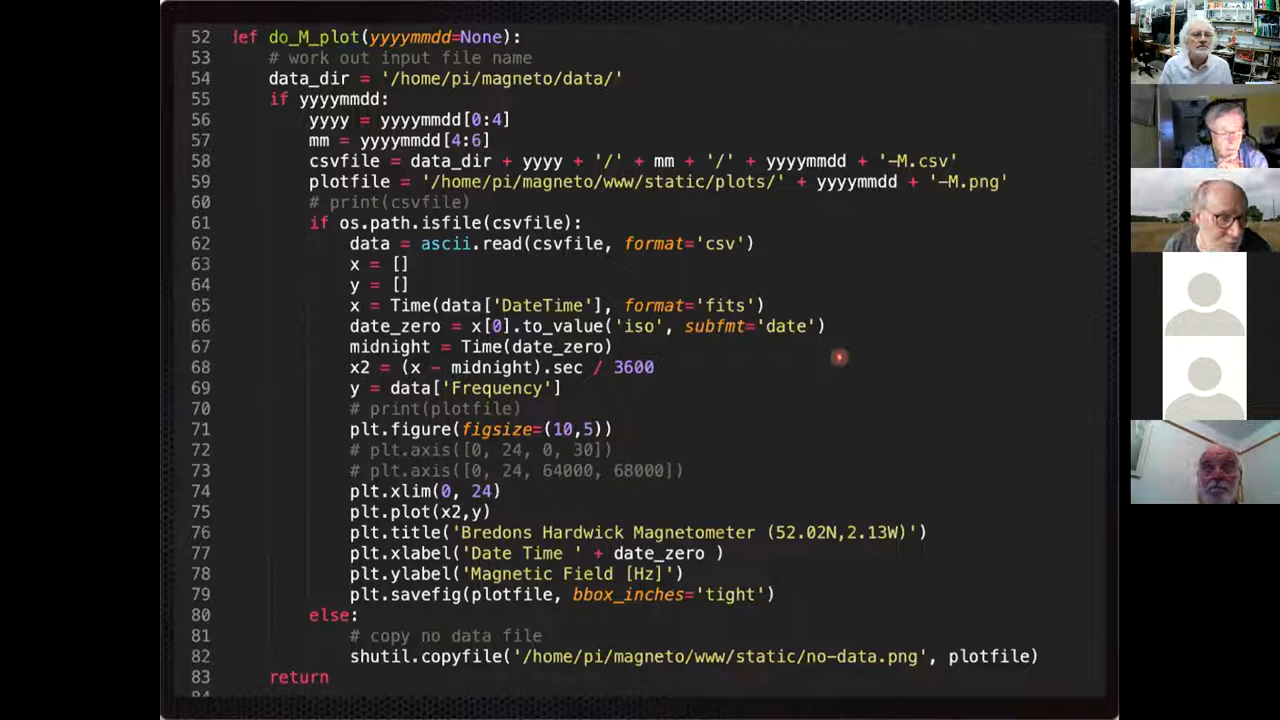 52 def do_M_plot(yyyymmdd=None):
53 # work out input file name
54 data_dir = '/home/pi/magneto/data/'
55 if yyyymmdd:
56 yyyy = yyyymmdd[0:4]
57 mm = yyyymmdd[4:6]
58 csvfile = data_dir + yyyy + '/' + mm + '/' + yyyymmdd + '-M.csv'
59 plotfile = '/home/pi/magneto/www/static/plots/' + yyyymmdd + '-M.png'
60 # print(csvfile)
61 if os.path.isfile(csvfile):
62 data = ascii.read(csvfile, format='csv')
63 x = []
64 y = []
65 x = Time(data['DateTime'], format='fits')
66 date_zero = x[0].to_value('iso', subfmt='date')
67 midnight = Time(date_zero)
68 x2 = (x - midnight).sec / 3600
69 y = data['Frequency']
70 # print(plotfile)
71 plt.figure(figsize=(10,5))
72 # plt.axis([0, 24, 0, 30])
73 # plt.axis([0, 24, 64000, 68000])
74 plt.xlim(0, 24)
75 plt.plot(x2,y)
76 plt.title('Bredons Hardwick Magnetometer (52.02N,2.13W)')
77 plt.xlabel('Date Time ' + date_zero )
78 plt.ylabel('Magnetic Field [Hz]')
79 plt.savefig(plotfile, bbox_inches='tight')
80 else:
81 # copy no data file
82 shutil.copyfile('/home/pi/magneto/www/static/no-data.png', plotfile)
83 return
84